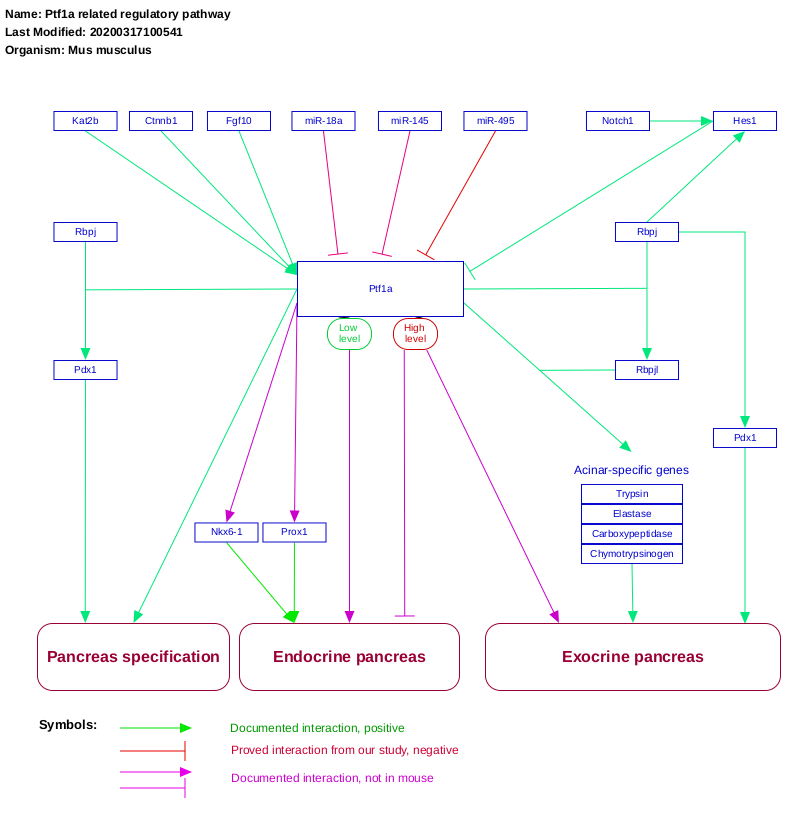 Name: Ptf1a related regulatory pathway
Last Modified: 20200317100541
Organism: Mus musculus
Kat2b
Ctnnb1
Fgf10
miR-18a
miR-145
miR-495
Notch1
Hes1
Rbpj
Rbpj
Ptf1a
Low
level
High
level
Pdx1
Rbpjl
Pdx1
Acinar-specific genes
Trypsin
Elastase
Carboxypeptidase
Chymotrypsinogen
Nkx6-1
Prox1
Pancreas specification
Endocrine pancreas
Exocrine pancreas
Symbols:
Documented interaction, positive
Proved interaction from our study, negative
Documented interaction, not in mouse